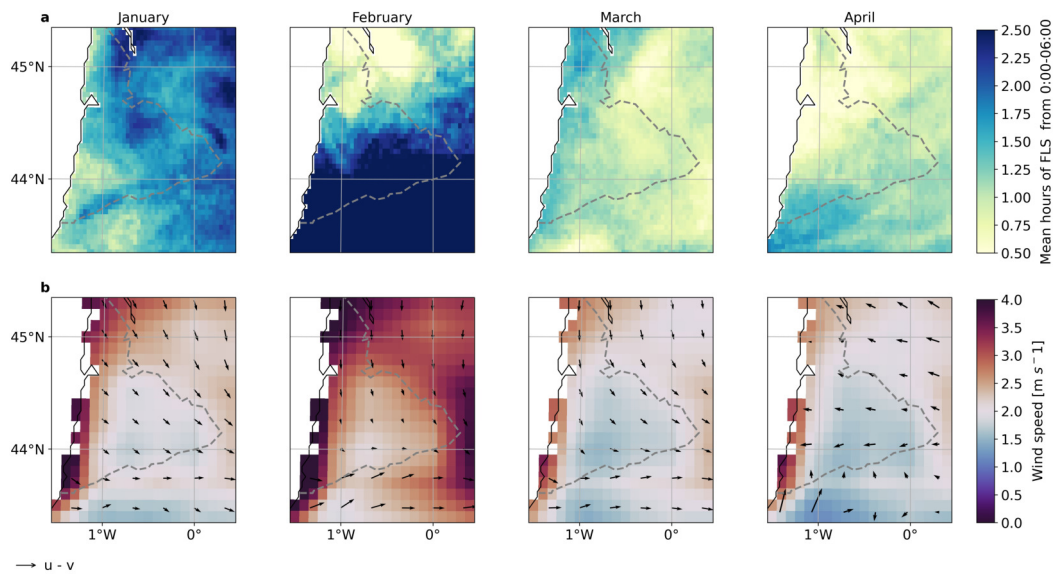 a
January
February
March
April
45°N
44°N
2.50
2.25
2.00
1.75
1.50
1.25
1.00
0.75
0.50
Mean hours of FLS from 0:00-06:00
b
45°N
44°N
1°W
0°
1°W
0°
1°W
0°
1°W
0°
4.0
3.5
3.0
2.5
2.0
1.5
1.0
0.5
0.0
Wind speed [m s⁻¹]
u - v